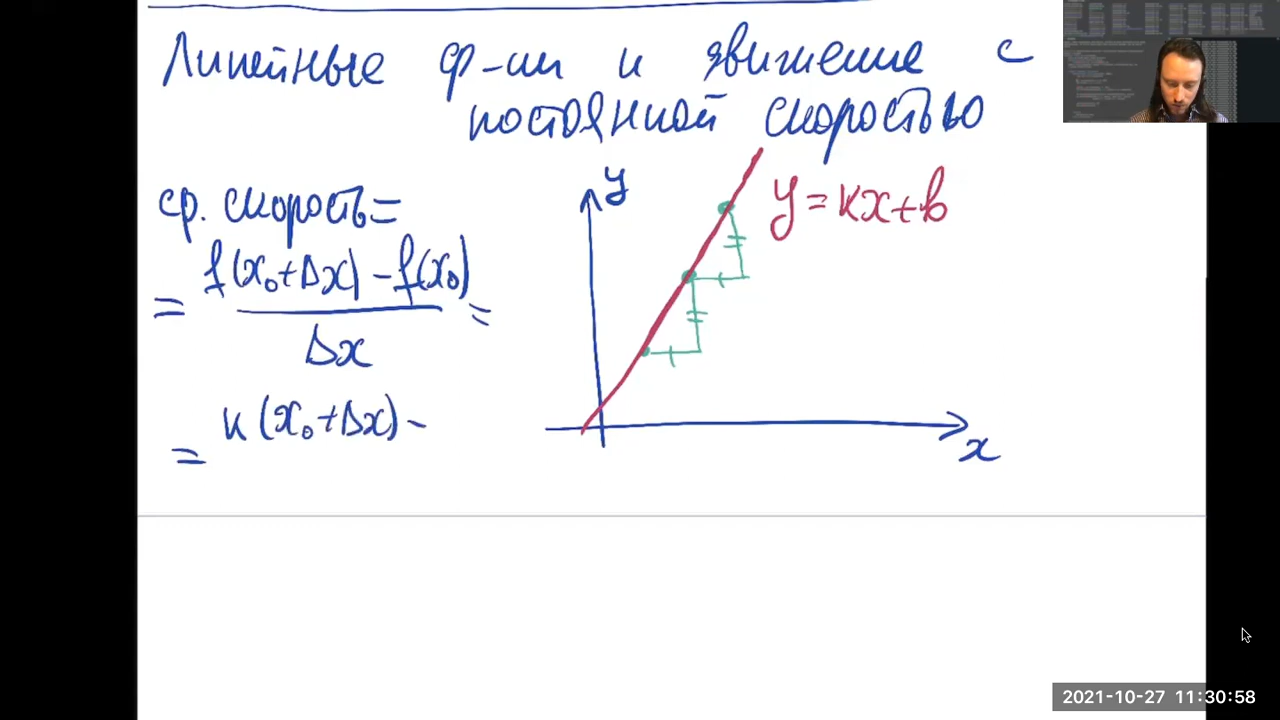 Линейные ф-ии и движение с
постоянной скоростью
ср. скорость =
= f(x₀+Δx) - f(x₀) =
Δx
= k(x₀+Δx) -
y
y = kx+b
x
2021-10-27 11:30:58